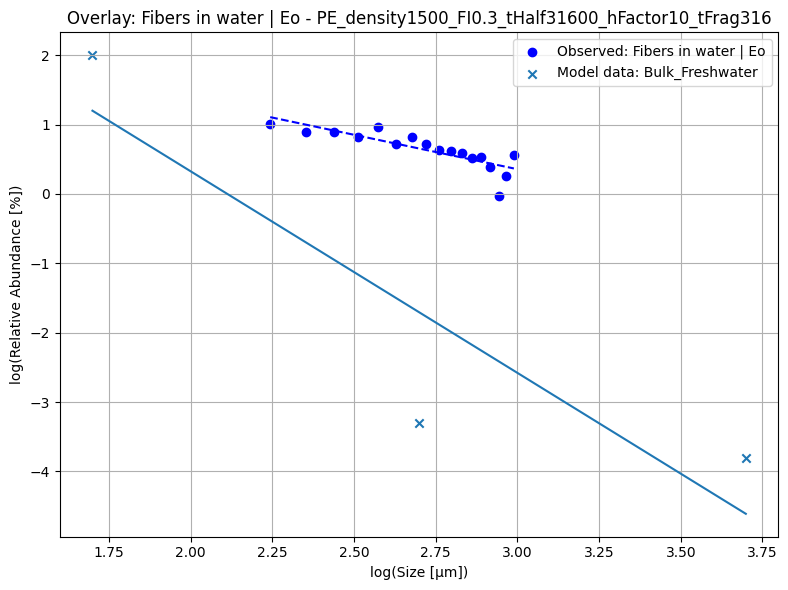 Overlay: Fibers in water | Eo - PE_density1500_FI0.3_tHalf31600_hFactor10_tFrag316
Observed: Fibers in water | Eo
Model data: Bulk_Freshwater
log(Relative Abundance [%])
2
1
0
−1
−2
−3
−4
1.75 2.00 2.25 2.50 2.75 3.00 3.25 3.50 3.75
log(Size [µm])